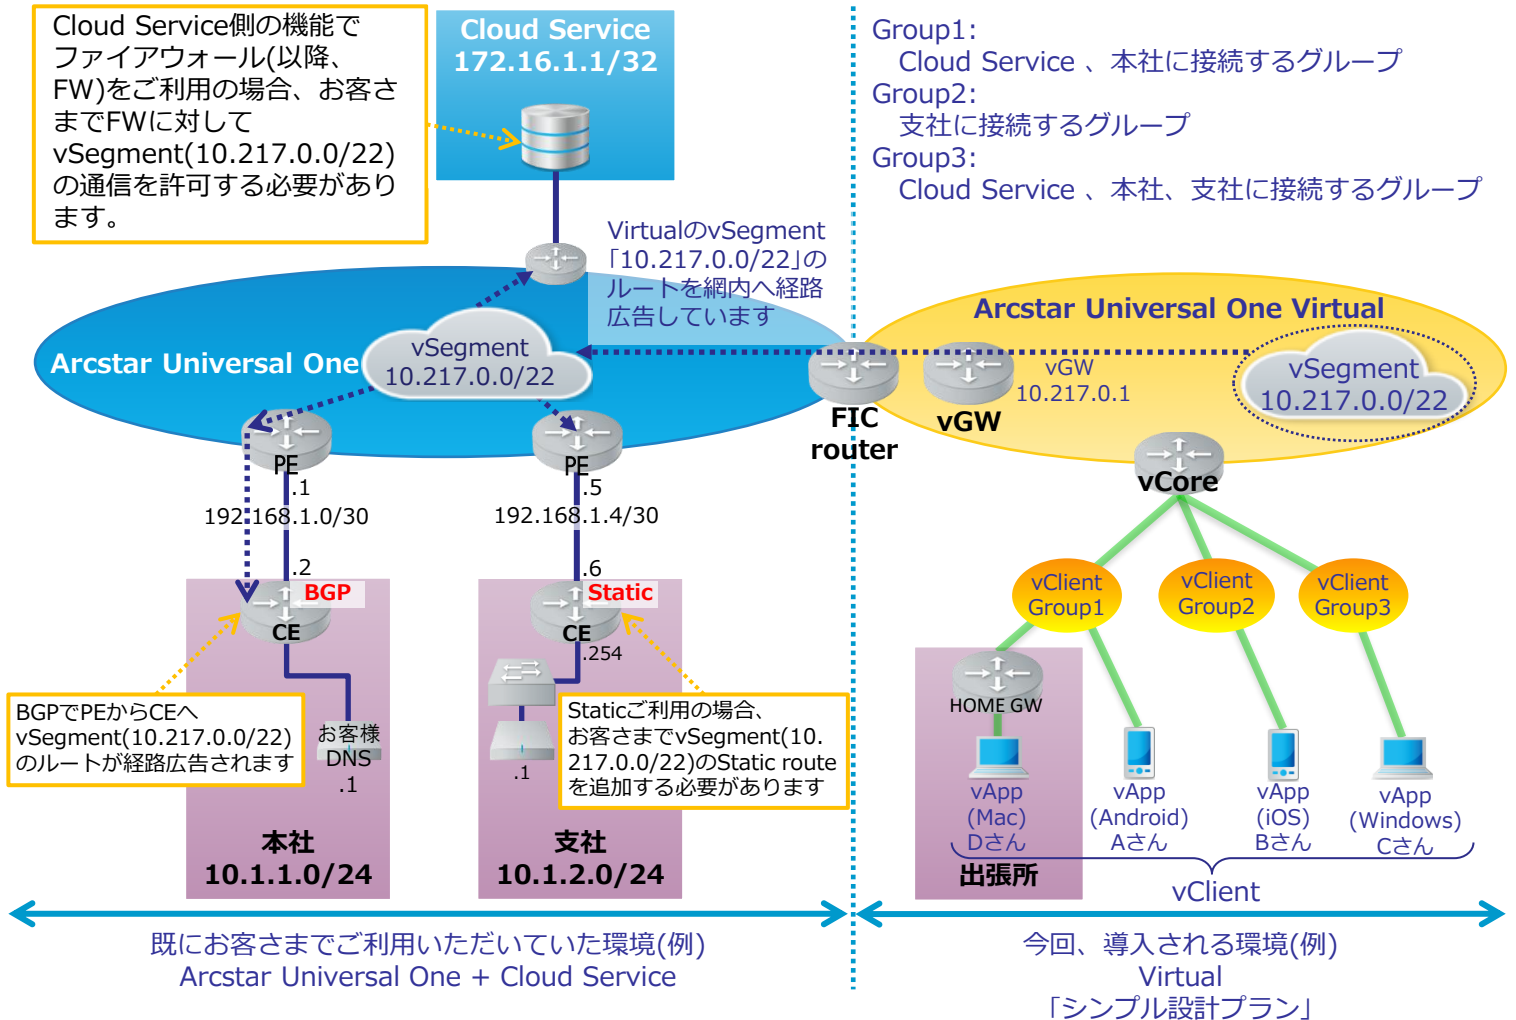 Cloud Service側の機能で
ファイアウォール(以降、
FW)をご利用の場合、お客さ
までFWに対して
vSegment(10.217.0.0/22)
の通信を許可する必要があり
ます。
Cloud Service
172.16.1.1/32
Group1:
Cloud Service 、本社に接続するグループ
Group2:
支社に接続するグループ
Group3:
Cloud Service 、本社、支社に接続するグループ
VirtualのvSegment
｢10.217.0.0/22｣の
ルートを網内へ経路
広告しています
Arcstar Universal One
vSegment
10.217.0.0/22
Arcstar Universal One Virtual
vSegment
10.217.0.0/22
vGW
10.217.0.1
FIC
router
vGW
vCore
PE
.1
192.168.1.0/30
.2
BGP
CE
PE
.5
192.168.1.4/30
.6
Static
CE
.254
BGPでPEからCEへ
vSegment(10.217.0.0/22)
のルートが経路広告されます
お客様
DNS
.1
.1
Staticご利用の場合、
お客さまでvSegment(10.
217.0.0/22)のStatic route
を追加する必要があります
本社
10.1.1.0/24
支社
10.1.2.0/24
vClient
Group1
vClient
Group2
vClient
Group3
HOME GW
vApp
(Mac)
Dさん
vApp
(Android)
Aさん
vApp
(iOS)
Bさん
vApp
(Windows)
Cさん
出張所
vClient
既にお客さまでご利用いただいていた環境(例)
Arcstar Universal One + Cloud Service
今回、導入される環境(例)
Virtual
「シンプル設計プラン」